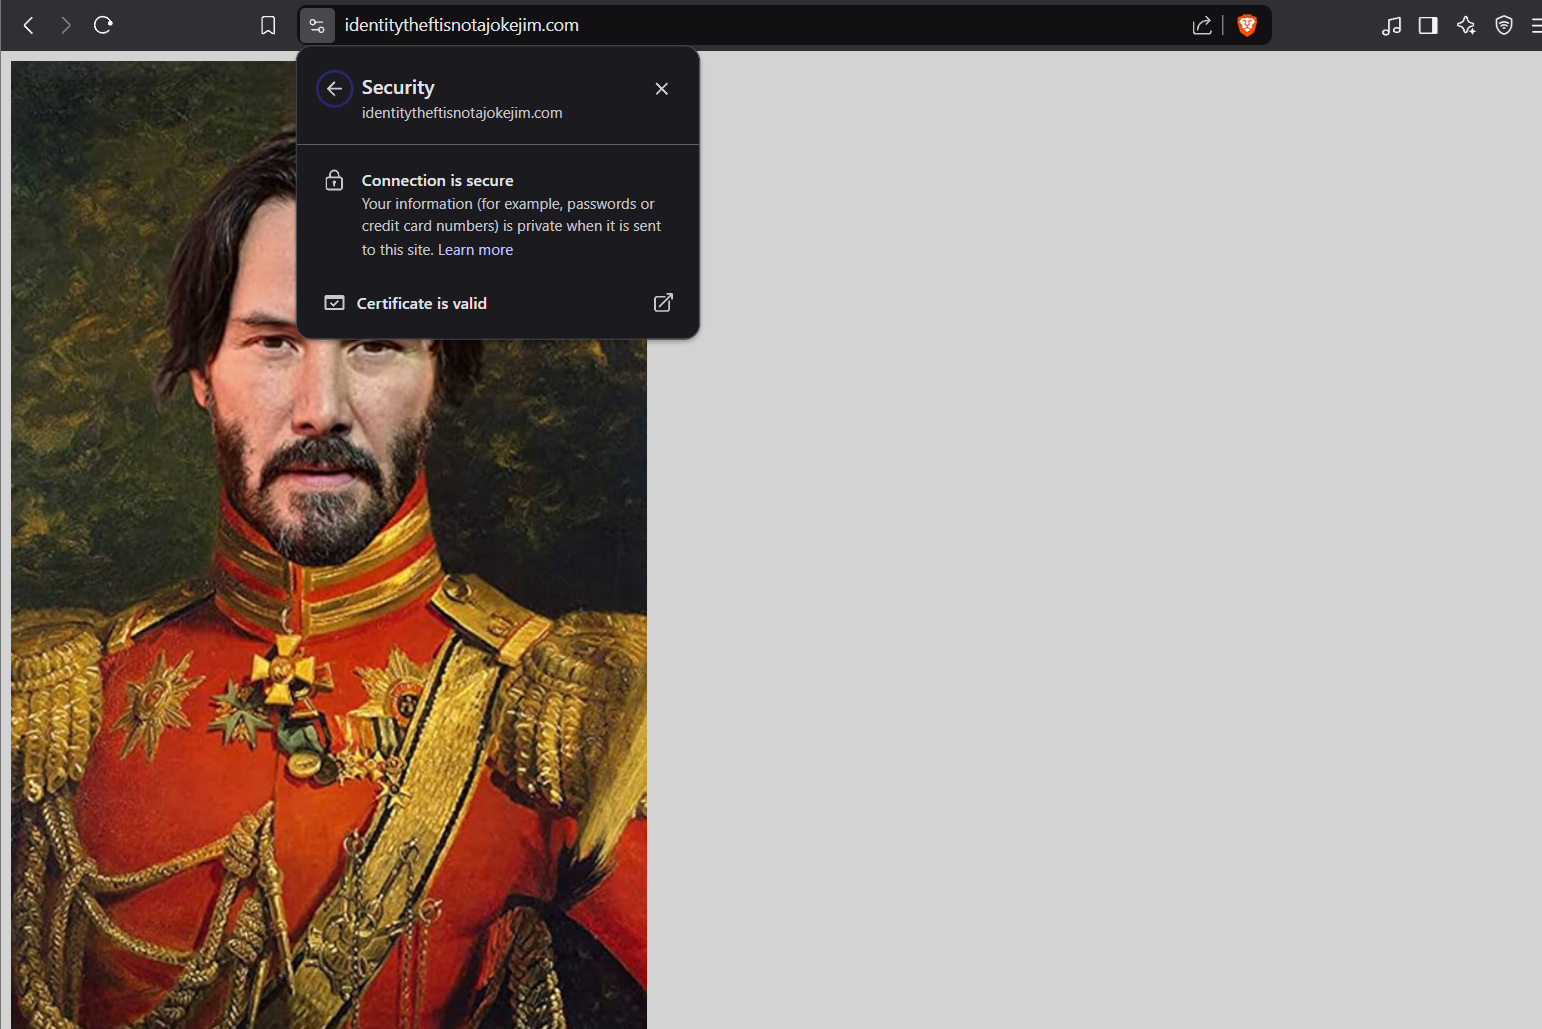 identitytheftisnotajokejim.com
Security
identitytheftisnotajokejim.com
Connection is secure
Your information (for example, passwords or
credit card numbers) is private when it is sent
to this site. Learn more
Certificate is valid